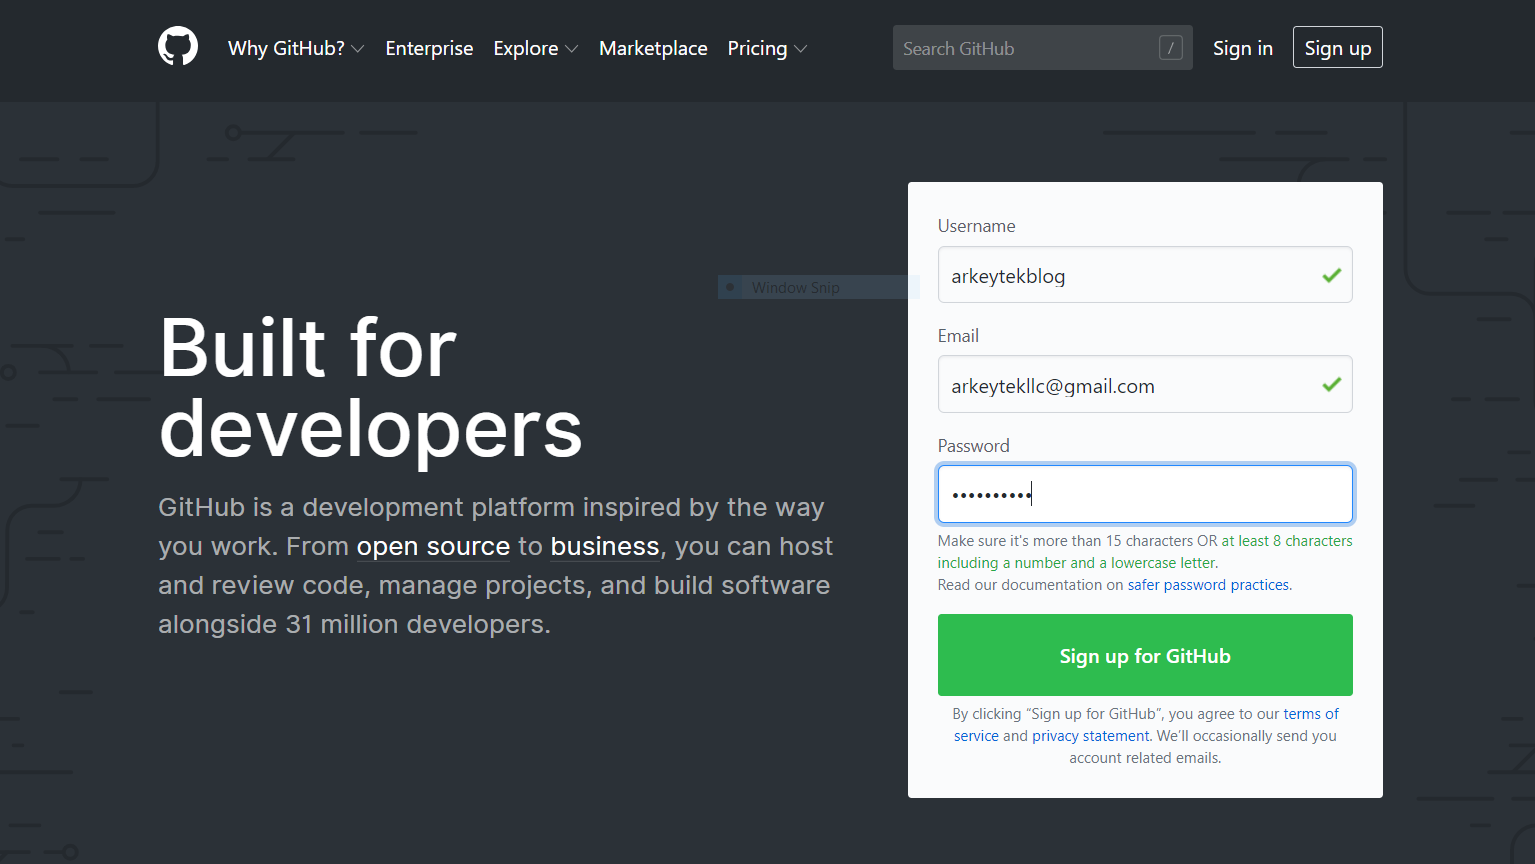 Why GitHub? Enterprise Explore Marketplace Pricing Search GitHub / Sign in Sign up
Built for
developers
GitHub is a development platform inspired by the way
you work. From open source to business, you can host
and review code, manage projects, and build software
alongside 31 million developers.
Window Snip
Username
arkeytekblog
Email
arkeytekllc@gmail.com
Password
••••••••••
Make sure it's more than 15 characters OR at least 8 characters
including a number and a lowercase letter.
Read our documentation on safer password practices.
Sign up for GitHub
By clicking “Sign up for GitHub”, you agree to our terms of
service and privacy statement. We’ll occasionally send you
account related emails.